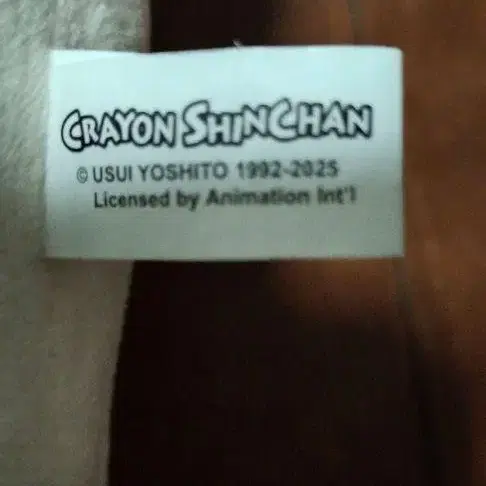 CRAYON SHINCHAN
© USUI YOSHITO 1992-2025
Licensed by Animation Int'l